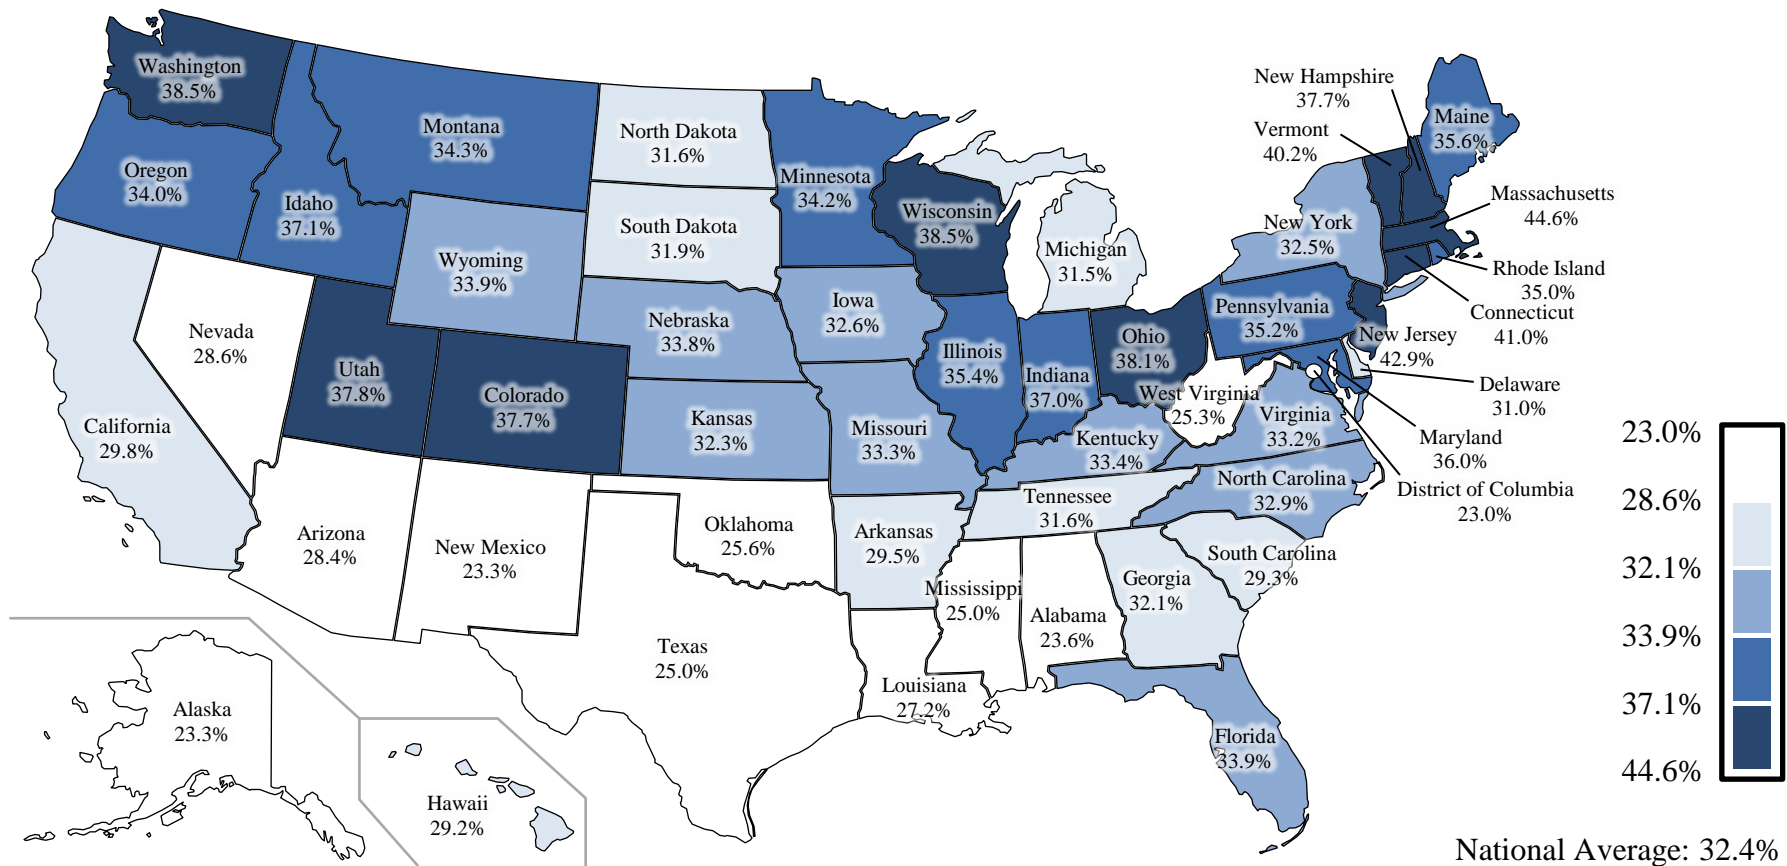 Washington
38.5%
Oregon
34.0%
Idaho
37.1%
Montana
34.3%
Wyoming
33.9%
North Dakota
31.6%
South Dakota
31.9%
Nebraska
33.8%
Kansas
32.3%
Minnesota
34.2%
Iowa
32.6%
Missouri
33.3%
Wisconsin
38.5%
Michigan
31.5%
Illinois
35.4%
Indiana
37.0%
Ohio
38.1%
Kentucky
33.4%
West Virginia
25.3%
Virginia
33.2%
Pennsylvania
35.2%
New York
32.5%
New Hampshire
37.7%
Vermont
40.2%
Maine
35.6%
Massachusetts
44.6%
Rhode Island
35.0%
Connecticut
41.0%
New Jersey
42.9%
Delaware
31.0%
Maryland
36.0%
District of Columbia
23.0%
North Carolina
32.9%
South Carolina
29.3%
Tennessee
31.6%
Georgia
32.1%
Florida
33.9%
Alabama
23.6%
Mississippi
25.0%
Louisiana
27.2%
Arkansas
29.5%
Oklahoma
25.6%
Texas
25.0%
New Mexico
23.3%
Arizona
28.4%
Colorado
37.7%
Utah
37.8%
Nevada
28.6%
California
29.8%
Alaska
23.3%
Hawaii
29.2%
23.0%
28.6%
32.1%
33.9%
37.1%
44.6%
National Average: 32.4%